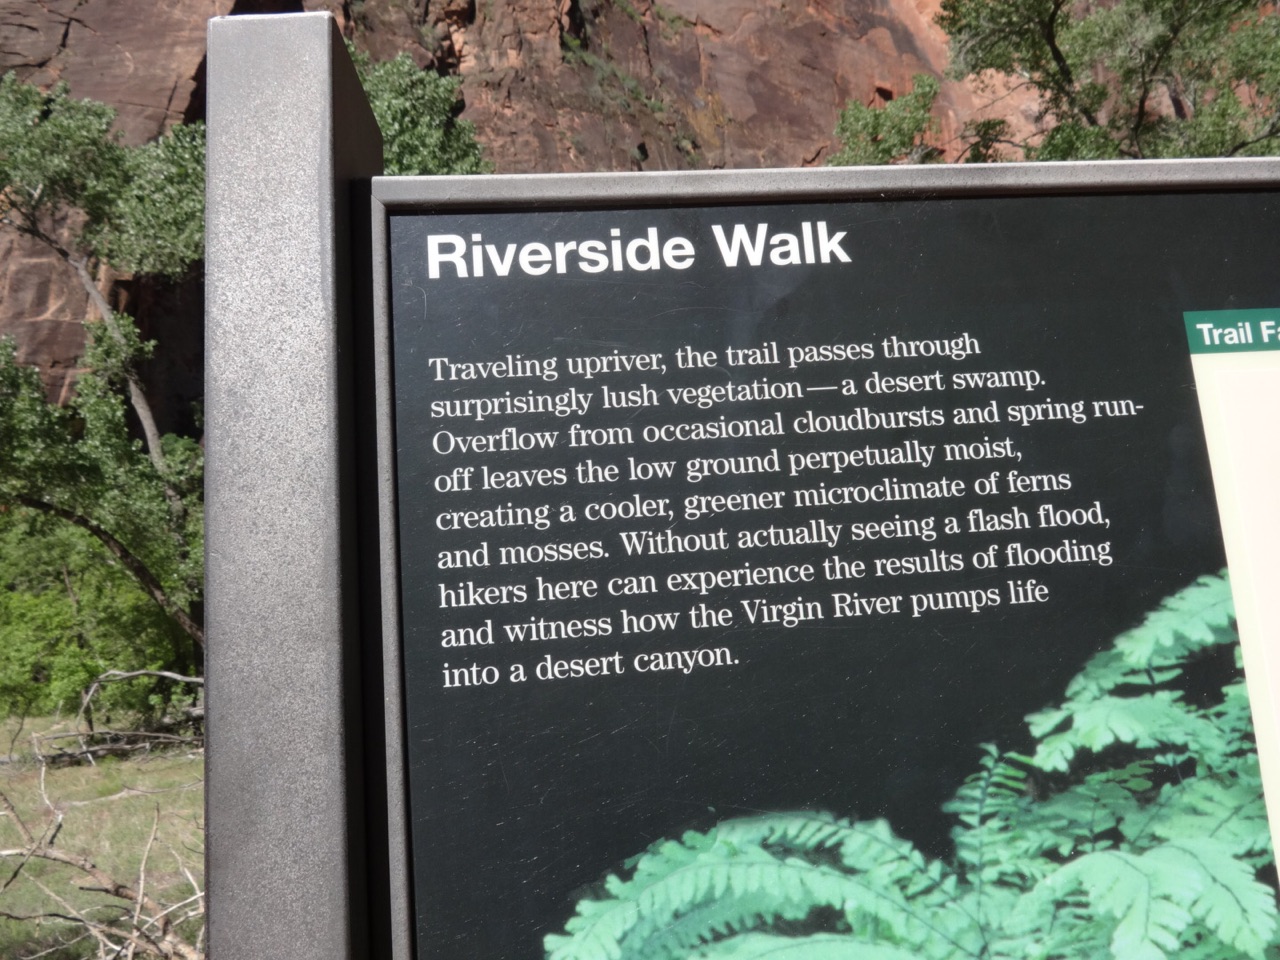 Riverside Walk
Traveling upriver, the trail passes through
surprisingly lush vegetation — a desert swamp.
Overflow from occasional cloudbursts and spring run-
off leaves the low ground perpetually moist,
creating a cooler, greener microclimate of ferns
and mosses. Without actually seeing a flash flood,
hikers here can experience the results of flooding
and witness how the Virgin River pumps life
into a desert canyon.
Trail